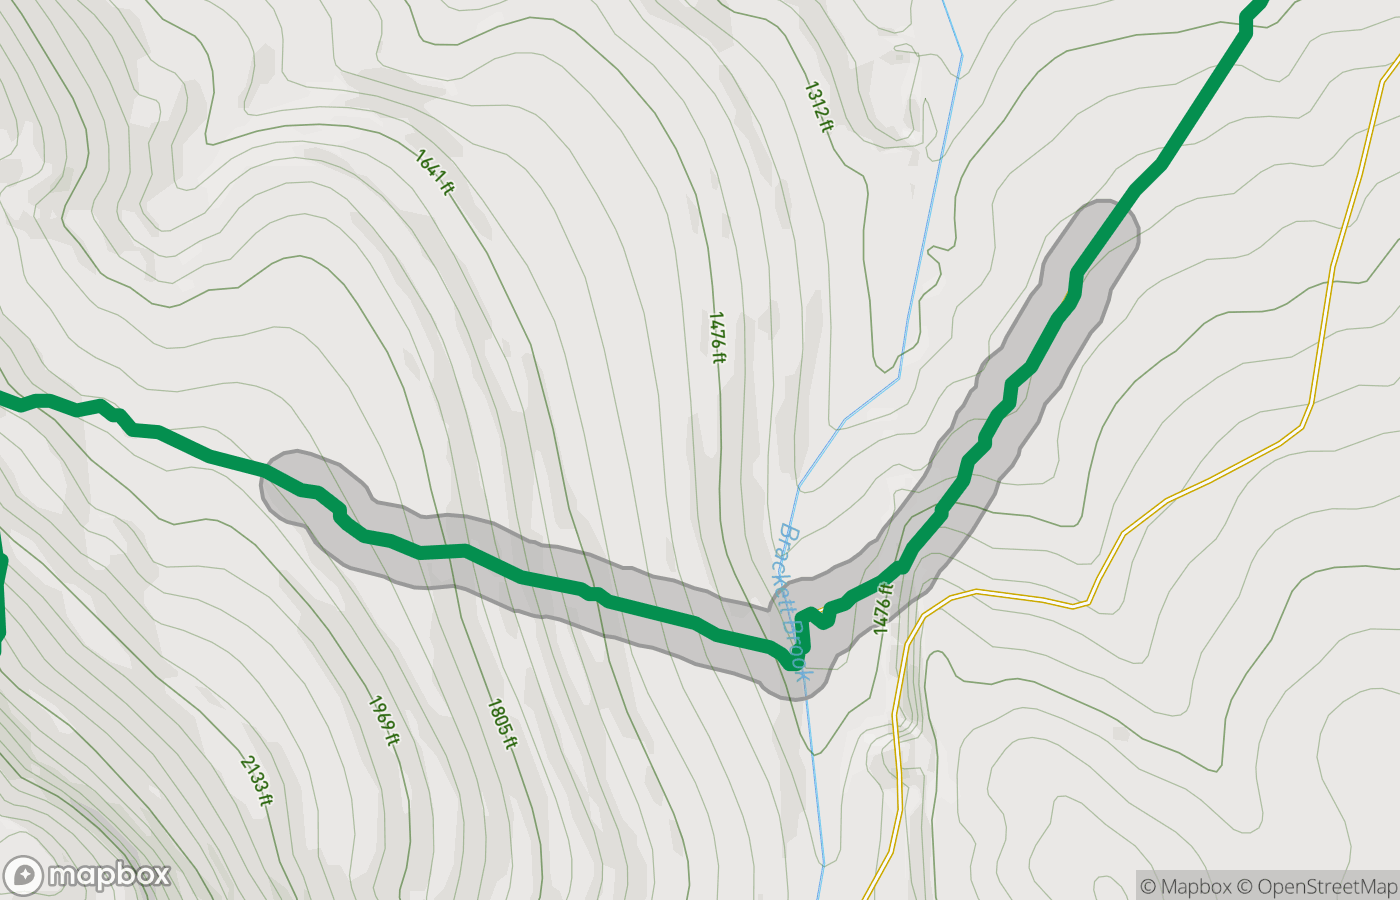 1312 ft
1641 ft
1476 ft
Brackett Brook
1476 ft
1969 ft
1805 ft
2133 ft
mapbox
© Mapbox © OpenStreetMap